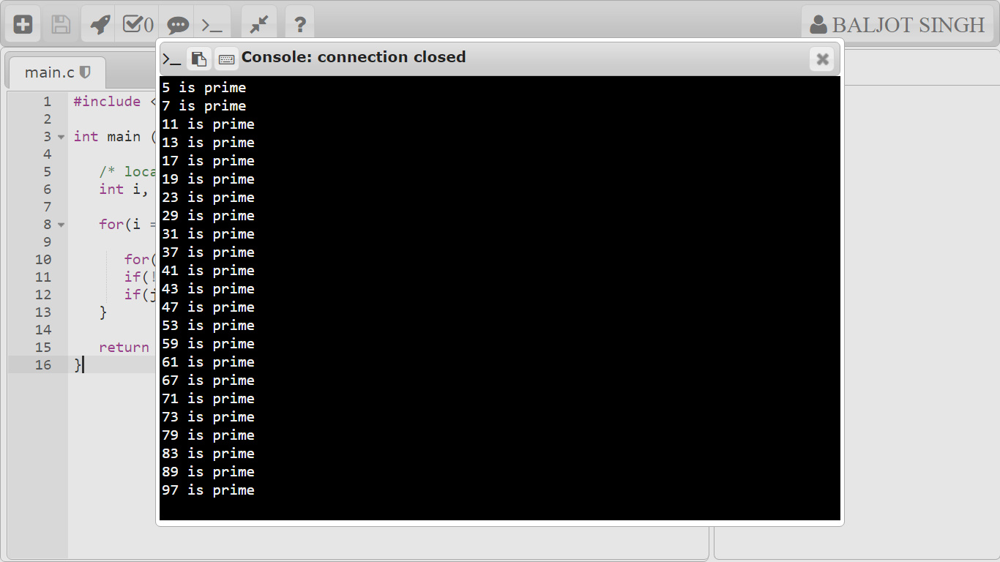 0
>_
?
BALJOT SINGH
>_
Console: connection closed
main.c
1 #include <
2
3 int main (
4
5 /* loca
6 int i,
7
8 for(i =
9
10 for(
11 if(!
12 if(j
13 }
14
15 return
16 }
5 is prime
7 is prime
11 is prime
13 is prime
17 is prime
19 is prime
23 is prime
29 is prime
31 is prime
37 is prime
41 is prime
43 is prime
47 is prime
53 is prime
59 is prime
61 is prime
67 is prime
71 is prime
73 is prime
79 is prime
83 is prime
89 is prime
97 is prime